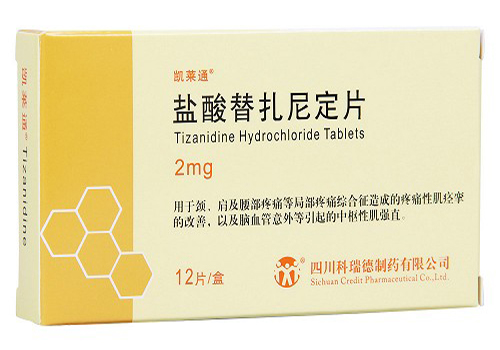 凯莱通®
盐酸替扎尼定片
Tizanidine Hydrochloride Tablets
2mg
用于颈、肩及腰部疼痛等局部疼痛综合征造成的疼痛性肌痉挛
的改善，以及脑血管意外等引起的中枢性肌强直。
12片/盒
四川科瑞德制药有限公司
Sichuan Credit Pharmaceutical Co.,Ltd.
凯莱通® Tizanidine